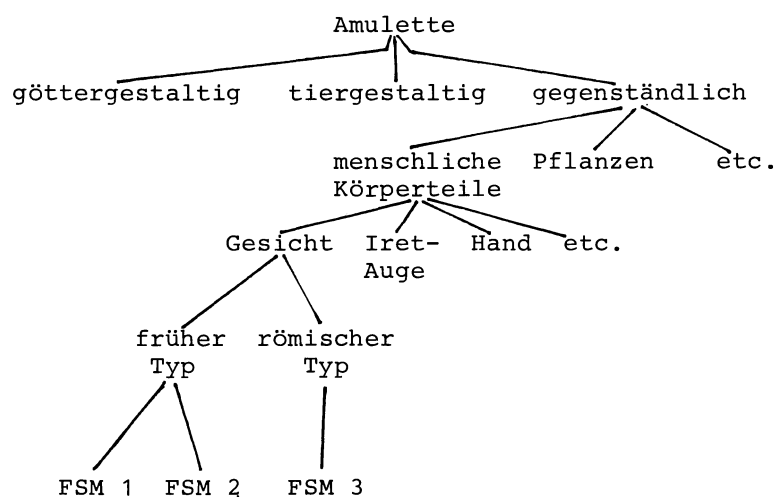 Amulette
göttergestaltig tiergestaltig gegenständlich
menschliche Pflanzen etc.
Körperteile
Gesicht Iret- Hand etc.
Auge
früher römischer
Typ Typ
FSM 1 FSM 2 FSM 3